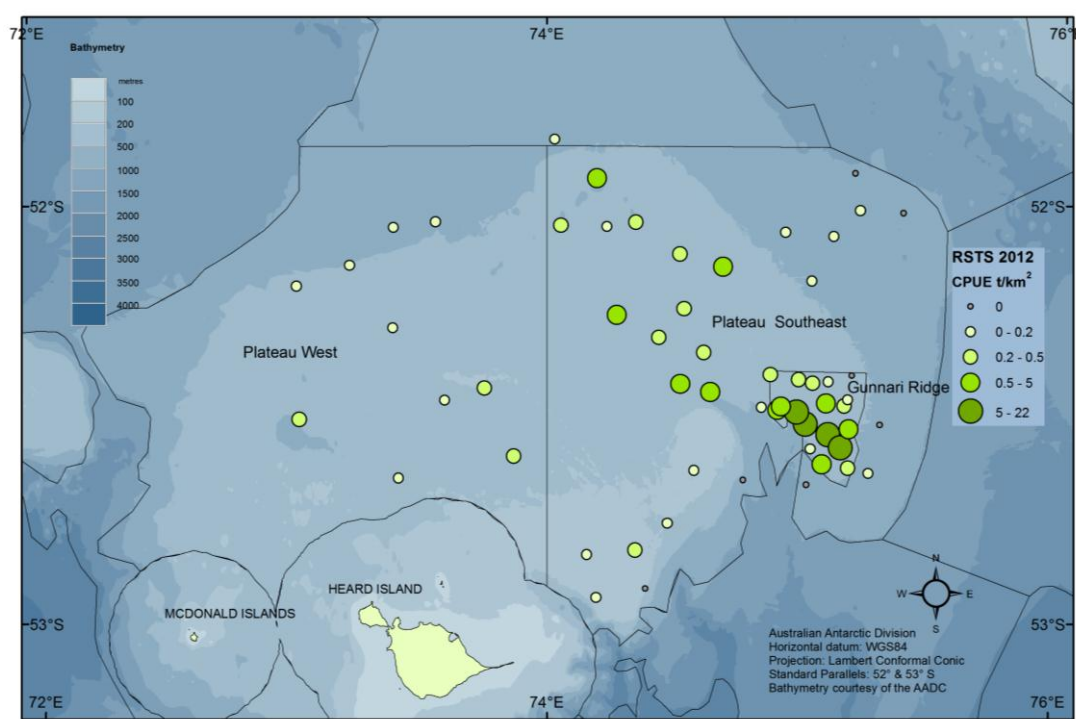 72°E
74°E
76°E
Bathymetry
metres
100
200
500
1000
1500
2000
2500
3000
3500
4000
52°S
52°S
RSTS 2012
CPUE t/km²
0
0 - 0.2
0.2 - 0.5
0.5 - 5
5 - 22
Plateau Southeast
Plateau West
Gunnari Ridge
HEARD ISLAND
MCDONALD ISLANDS
N
W
E
S
53°S
53°S
Australian Antarctic Division
Horizontal datum: WGS84
Projection: Lambert Conformal Conic
Standard Parallels: 52° & 53° S
Bathymetry courtesy of the AADC
72°E
74°E
76°E